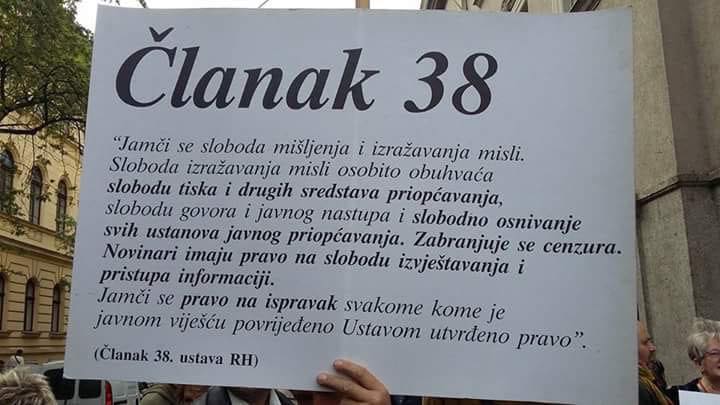 Članak 38
“Jamči se sloboda mišljenja i izražavanja misli.
Sloboda izražavanja misli osobito obuhvaća
slobodu tiska i drugih sredstava priopćavanja,
slobodu govora i javnog nastupa i slobodno osnivanje
svih ustanova javnog priopćavanja. Zabranjuje se cenzura.
Novinari imaju pravo na slobodu izvještavanja i
pristupa informaciji.
Jamči se pravo na ispravak svakome kome je
javnom viješću povrijeđeno Ustavom utvrđeno pravo”.
(Članak 38. ustava RH)